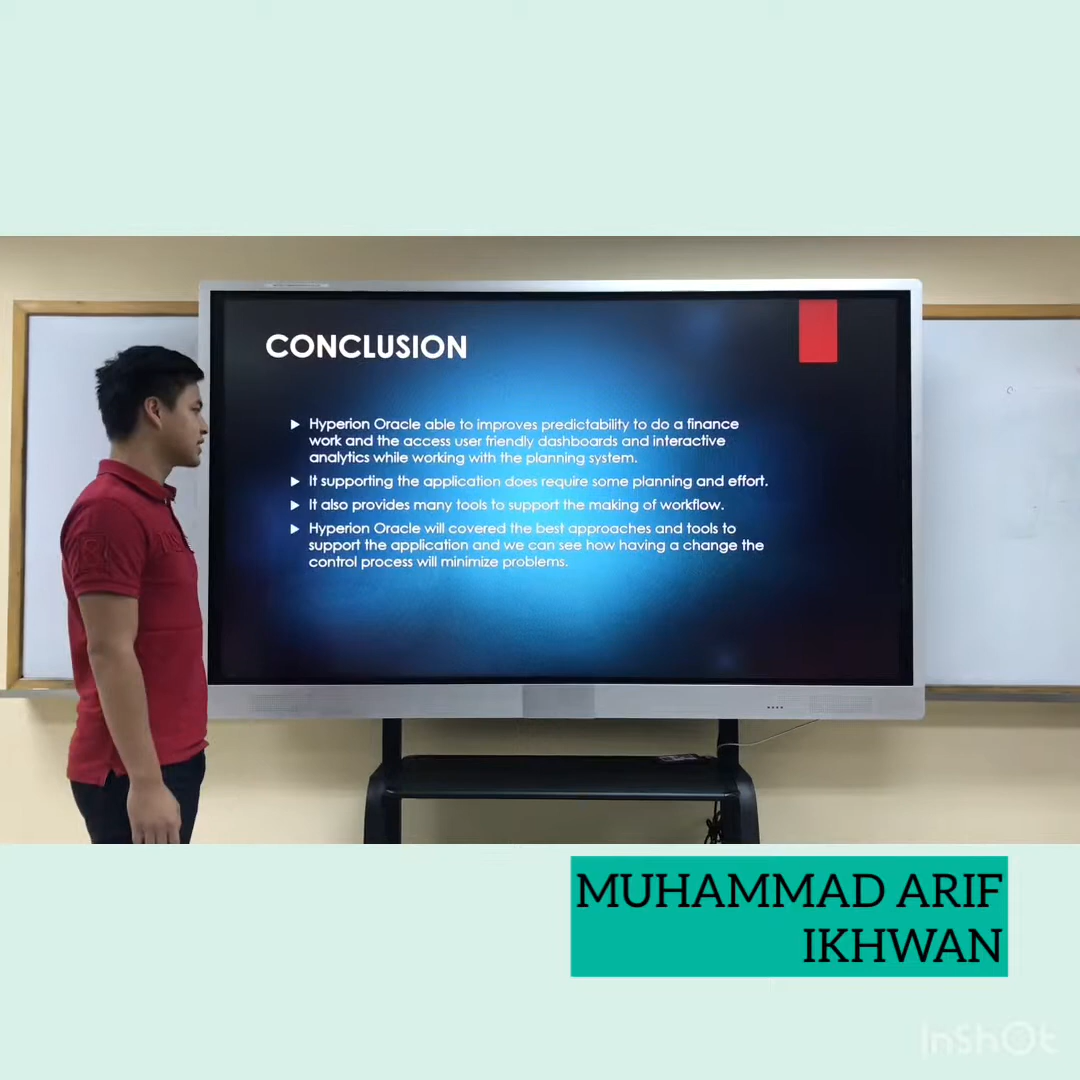 CONCLUSION
Hyperion Oracle able to improves predictability to do a finance
work and the access user friendly dashboards and interactive
analytics while working with the planning system.
It supporting the application does require some planning and effort.
It also provides many tools to support the making of workflow.
Hyperion Oracle will covered the best approaches and tools to
support the application and we can see how having a change the
control process will minimize problems.
MUHAMMAD ARIF
IKHWAN
InShOt